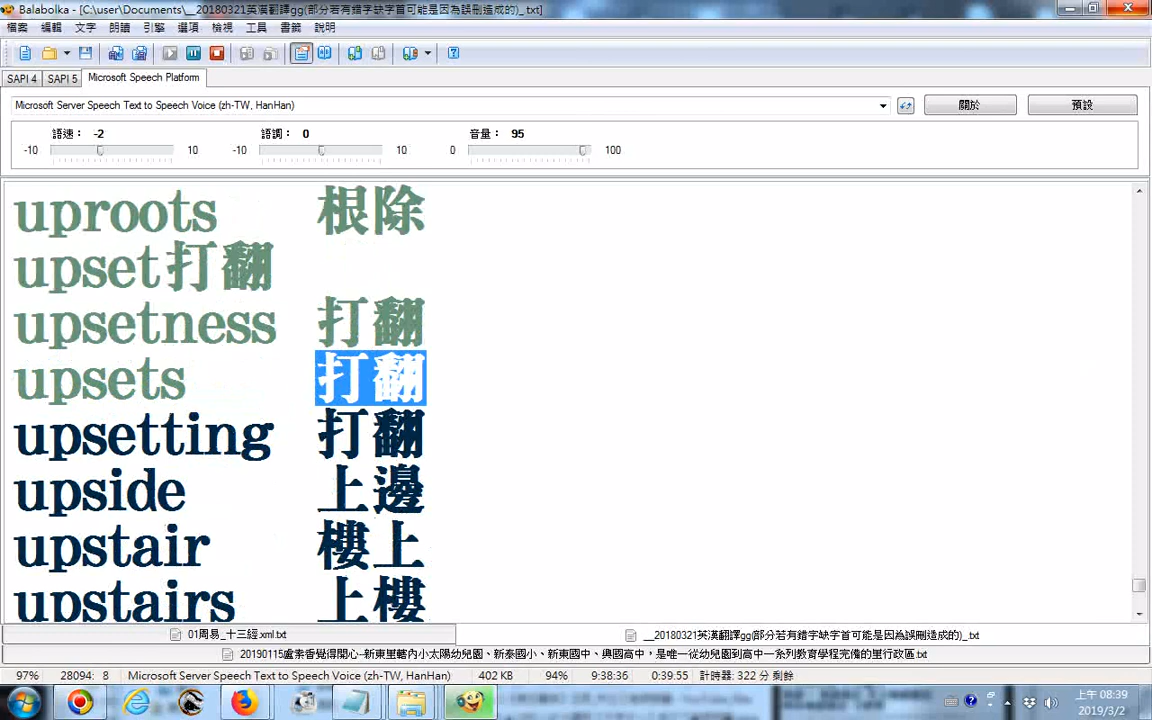 Balabolka - [C:\user\Documents\__20180321英漢翻譯gg(部分若有錯字缺字首可能是因為誤刪造成的)_.txt]
檔案 編輯 文字 朗讀 引擎 選項 檢視 工具 書籤 說明
SAPI 4 SAPI 5 Microsoft Speech Platform
Microsoft Server Speech Text to Speech Voice (zh-TW, HanHan) 關於 預設
語速： -2 語調： 0 音量： 95
-10 10 -10 10 0 100
uproots 根除
upset打翻
upsetness 打翻
upsets 打翻
upsetting 打翻
upside 上邊
upstair 樓上
upstairs 上樓
01周易_十三經.xml.txt __20180321英漢翻譯gg(部分若有錯字缺字首可能是因為誤刪造成的)_.txt
20190115盧素香覺得開心--新東里轄內小太陽幼兒園、新泰國小、新東國中、興國高中，是唯一從幼兒園到高中一系列教育學程完備的里行政區.txt
97% 28094: 8 Microsoft Server Speech Text to Speech Voice (zh-TW, HanHan) 402 KB 94% 9:38:36 0:39:55 計時器: 322 分 剩餘
上午 08:39
2019/3/2